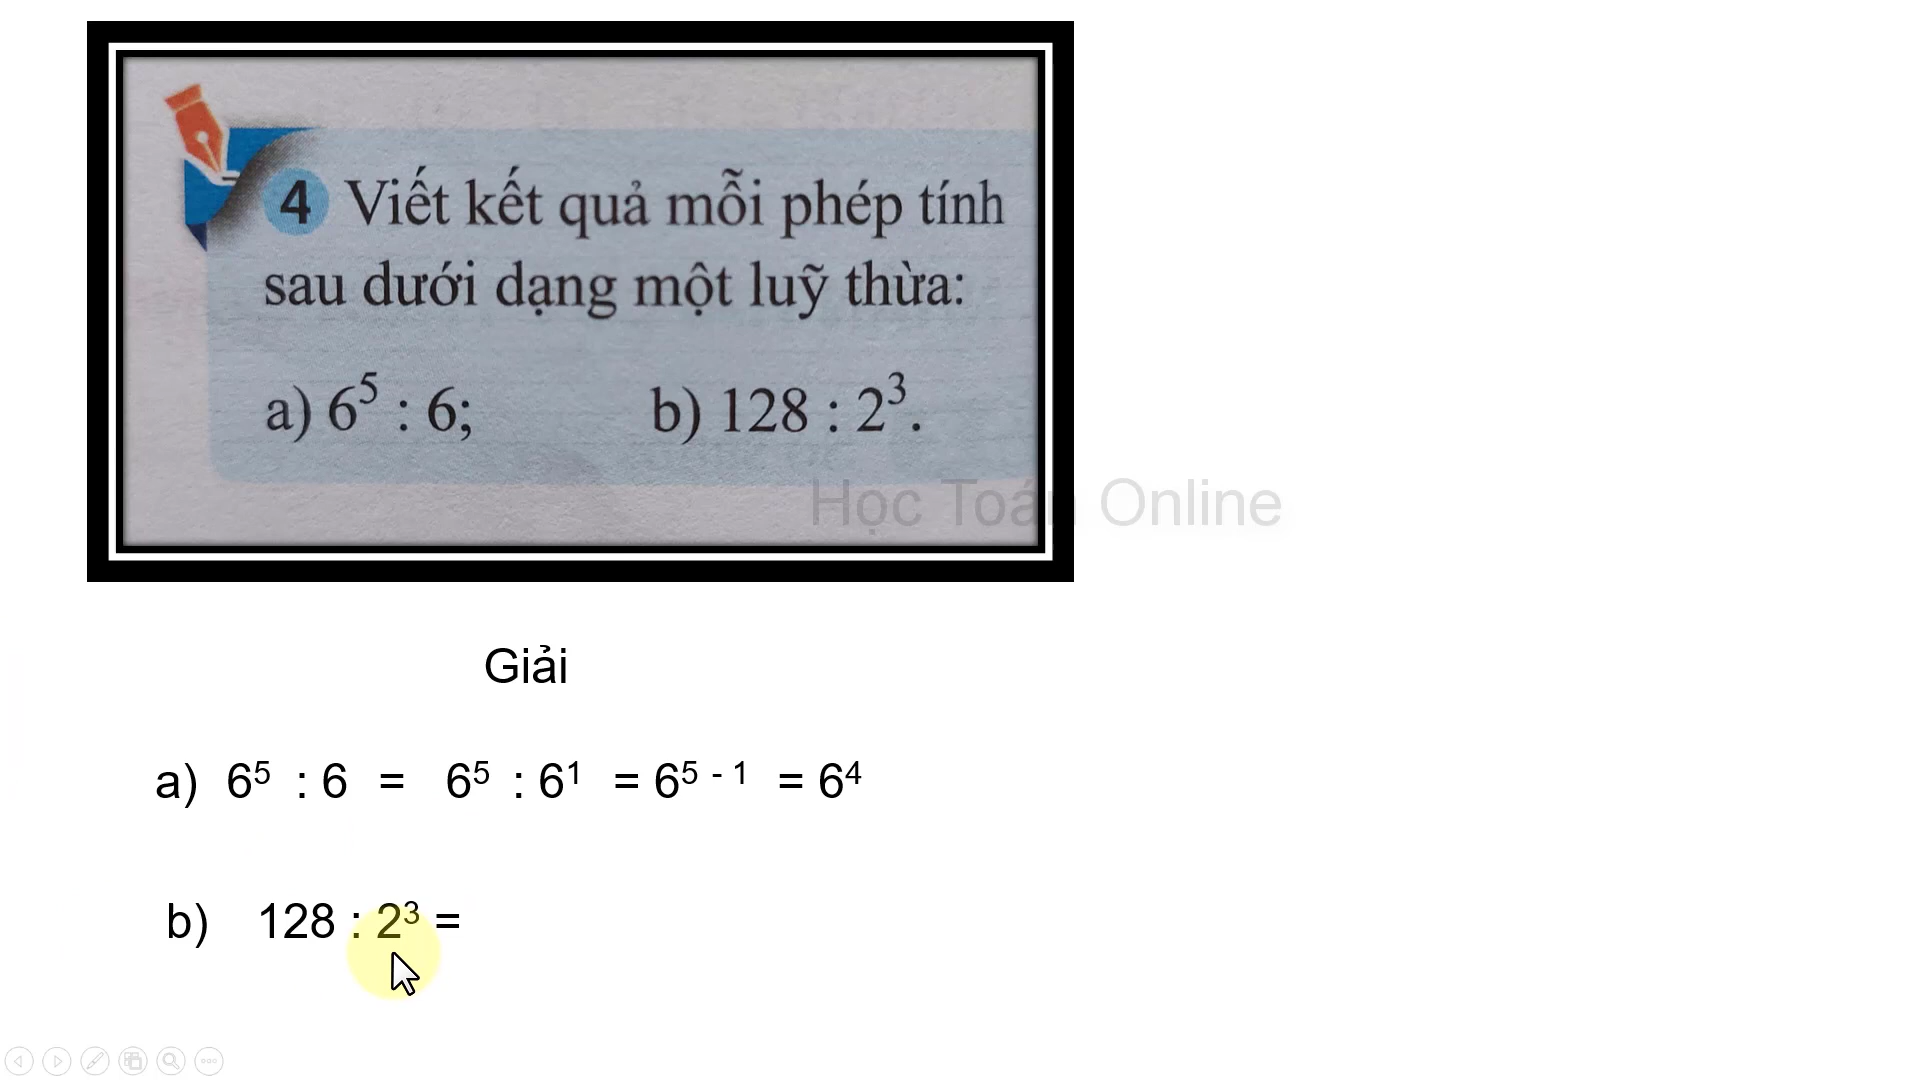 4 Viết kết quả mỗi phép tính
sau dưới dạng một luỹ thừa:
a) 6⁵ : 6; b) 128 : 2³.
Học Toán Online
Giải
a) 6⁵ : 6 = 6⁵ : 6¹ = 6⁵ ⁻ ¹ = 6⁴
b) 128 : 2³ =